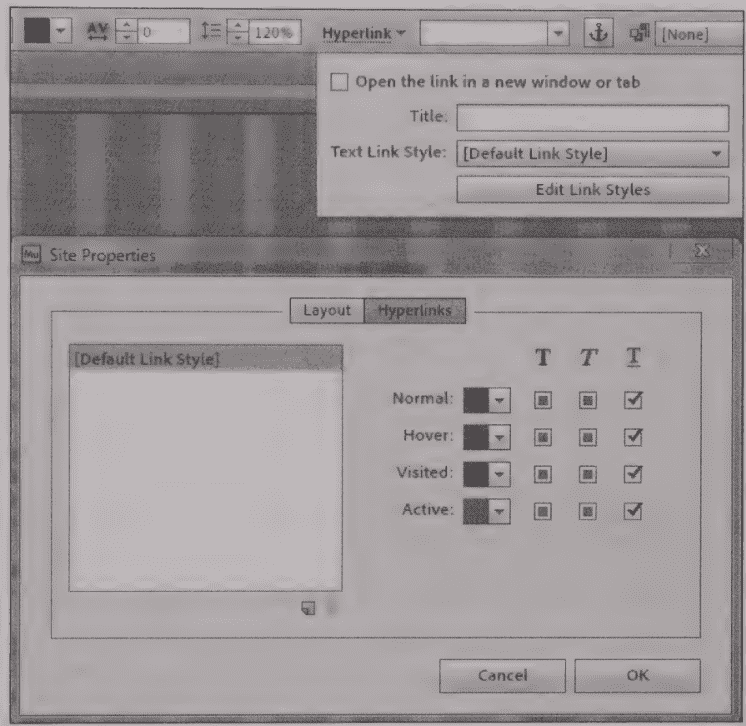 AV 0 120% Hyperlink [None]
Open the link in a new window or tab
Title:
Text Link Style: [Default Link Style]
Edit Link Styles
Mu Site Properties
Layout Hyperlinks
[Default Link Style]
T T T
Normal:
Hover:
Visited:
Active:
Cancel OK